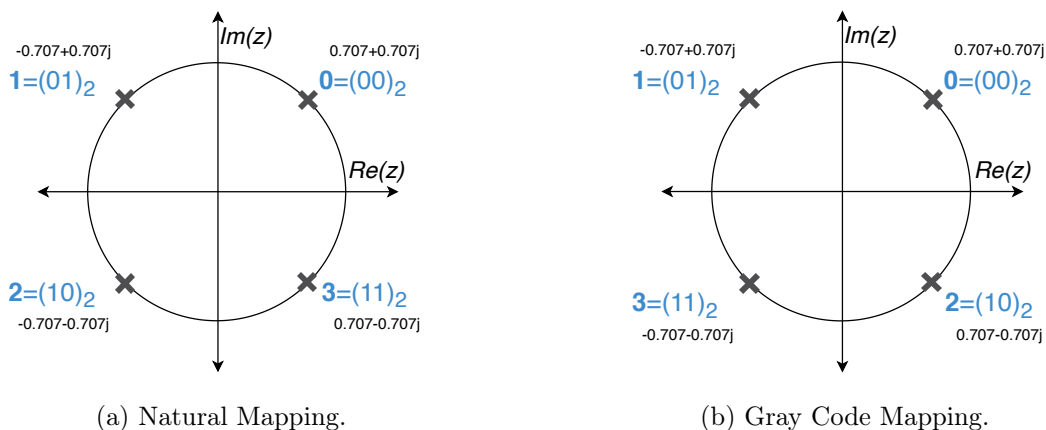 Im(z)
-0.707+0.707j
0.707+0.707j
1=(01)2
0=(00)2
Re(z)
2=(10)2
3=(11)2
-0.707-0.707j
0.707-0.707j
(a) Natural Mapping.
Im(z)
-0.707+0.707j
0.707+0.707j
1=(01)2
0=(00)2
Re(z)
3=(11)2
2=(10)2
-0.707-0.707j
0.707-0.707j
(b) Gray Code Mapping.